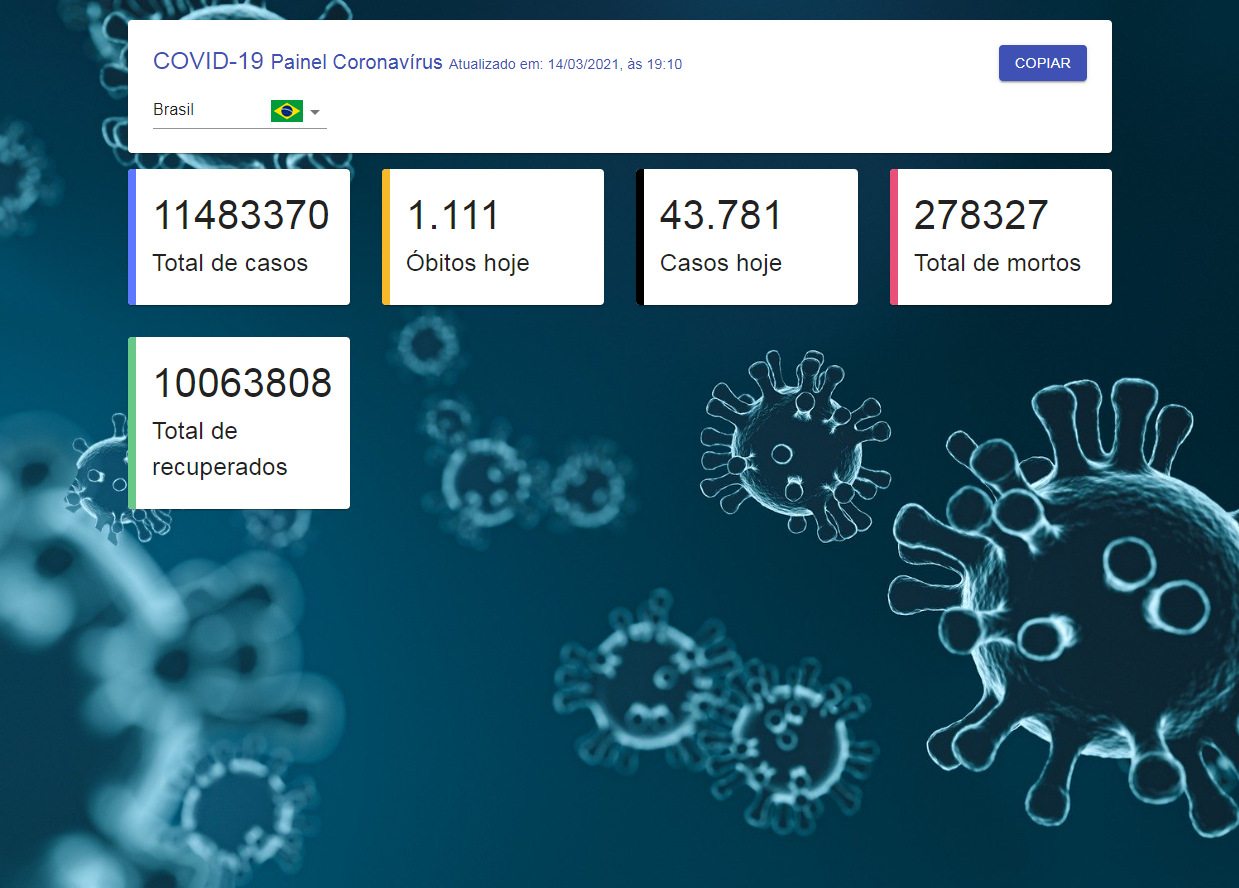 COVID-19 Painel Coronavírus Atualizado em: 14/03/2021, às 19:10
COPIAR
Brasil
11483370
Total de casos
1.111
Óbitos hoje
43.781
Casos hoje
278327
Total de mortos
10063808
Total de
recuperados